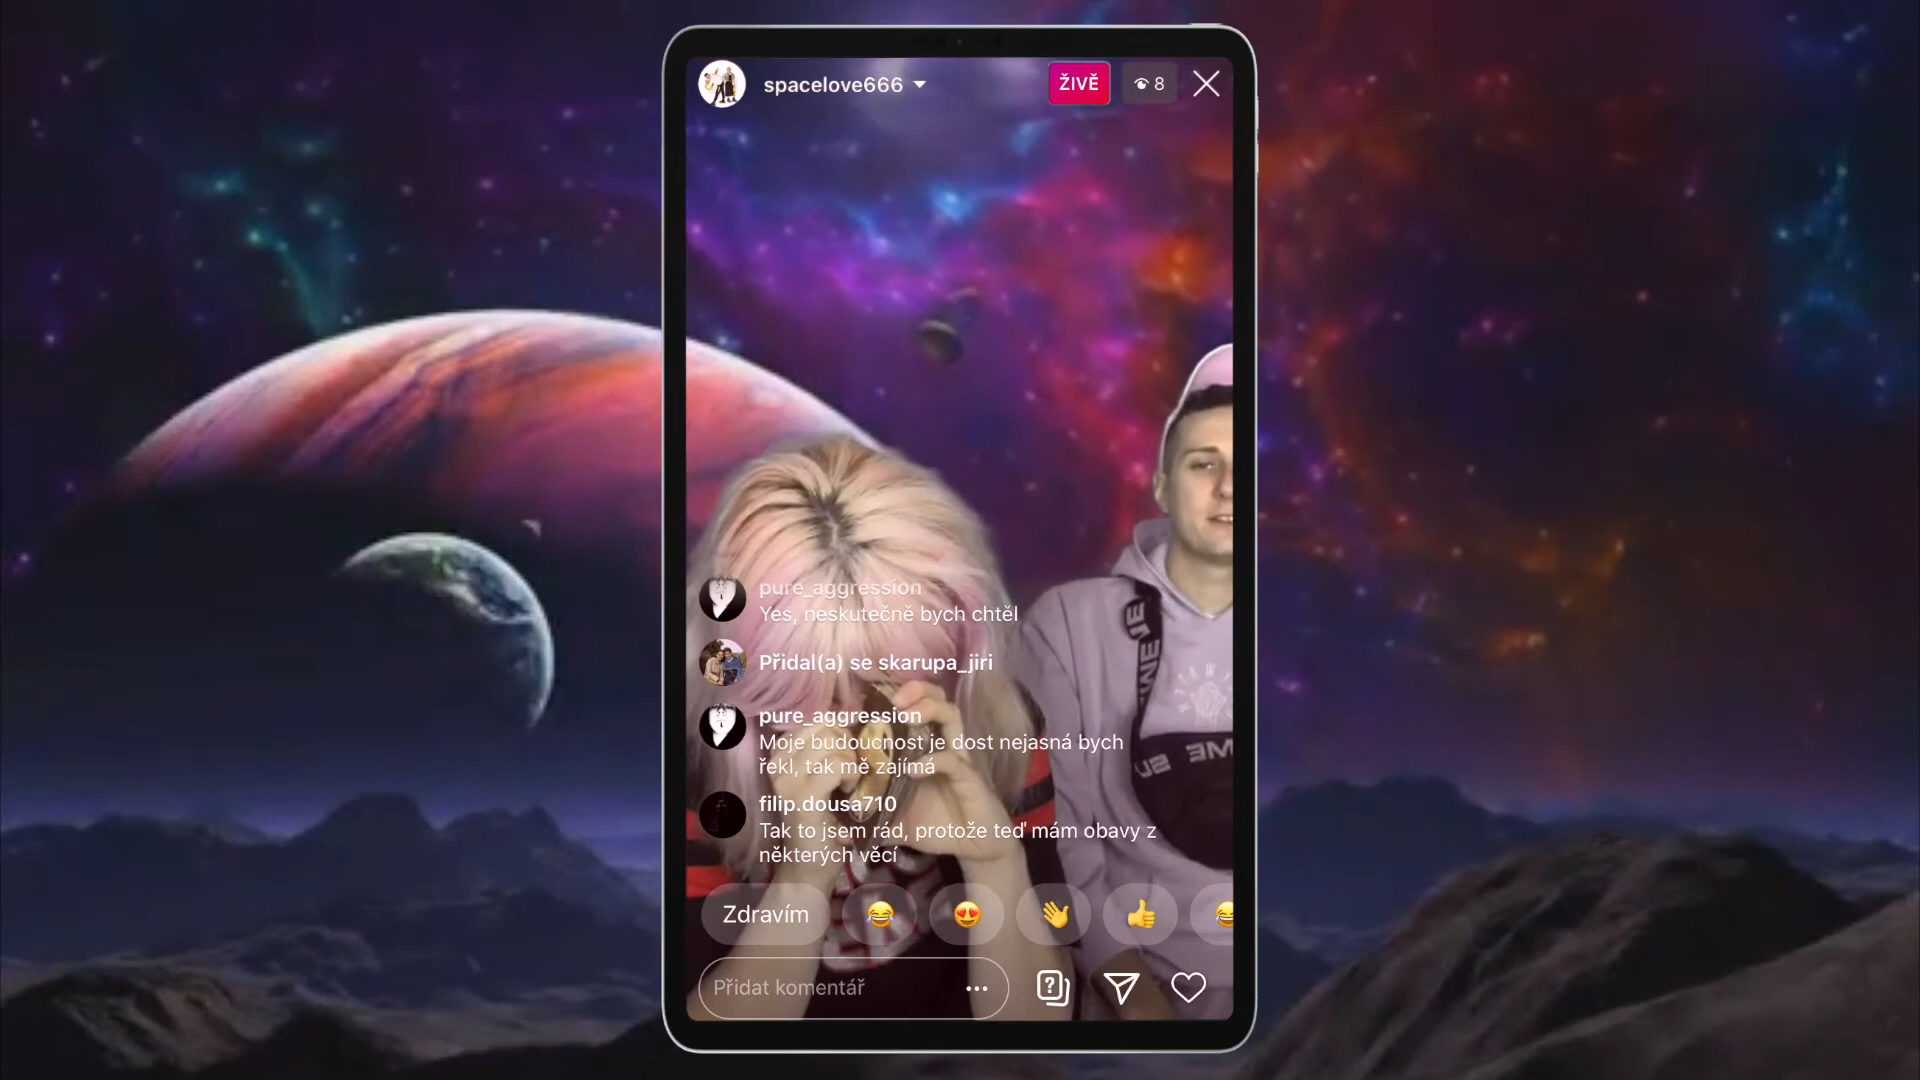 spacelove666
ŽIVĚ
8
pure_aggression
Yes, neskutečně bych chtěl
Přidal(a) se skarupa_jiri
pure_aggression
Moje budoucnost je dost nejasná bych
řekl, tak mě zajímá
filip.dousa710
Tak to jsem rád, protože teď mám obavy z
některých věcí
Zdravím
Přidat komentář